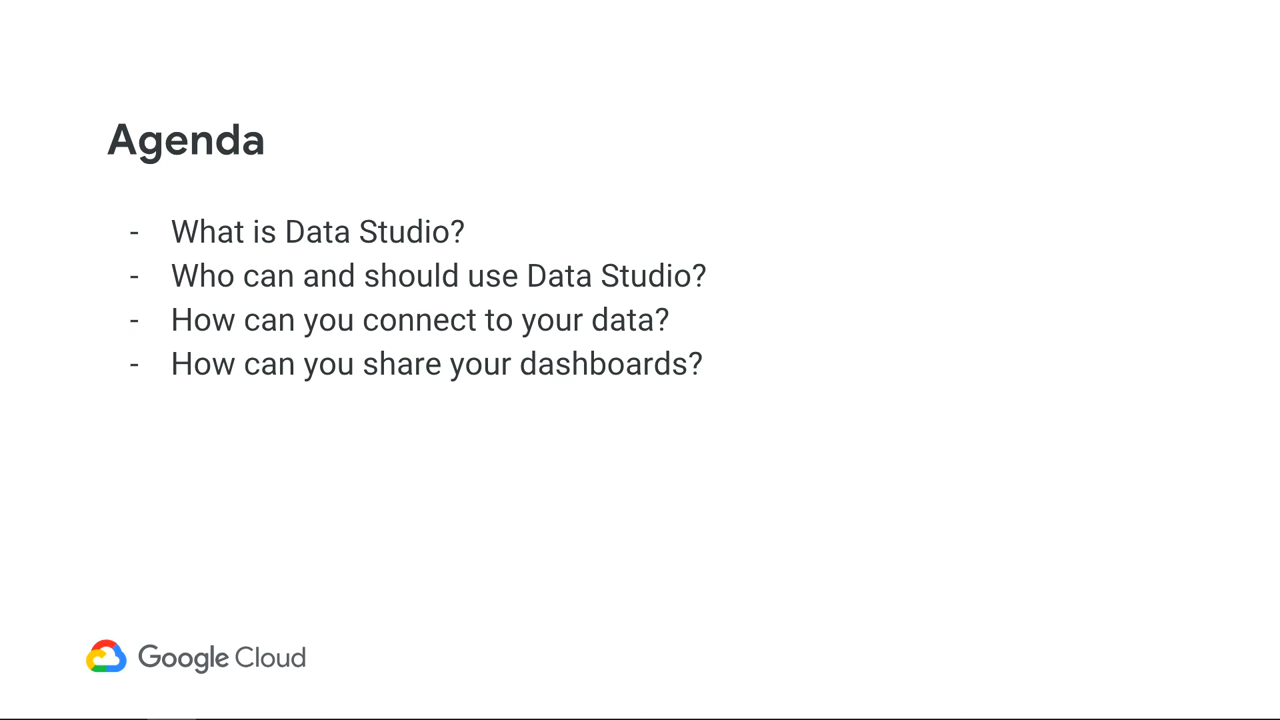 Agenda
- What is Data Studio?
- Who can and should use Data Studio?
- How can you connect to your data?
- How can you share your dashboards?
Google Cloud